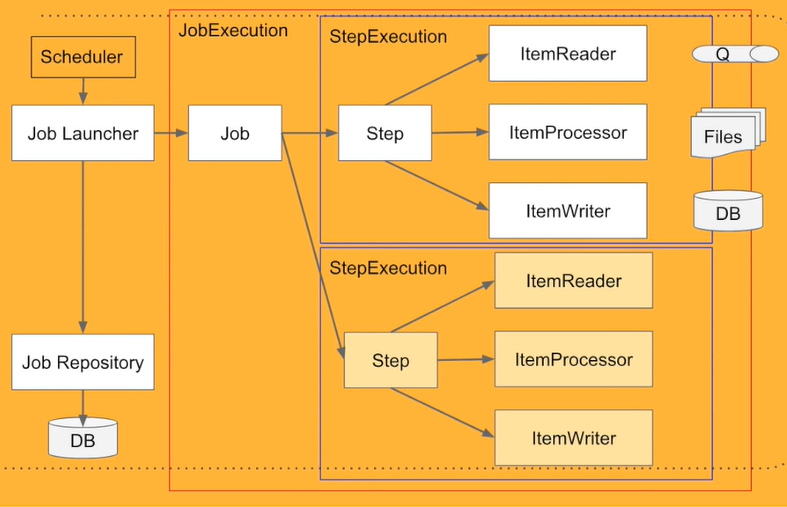 JobExecution
StepExecution
Scheduler
ItemReader
Q
Job Launcher
Job
Step
ItemProcessor
Files
ItemWriter
DB
StepExecution
ItemReader
Job Repository
Step
ItemProcessor
DB
ItemWriter